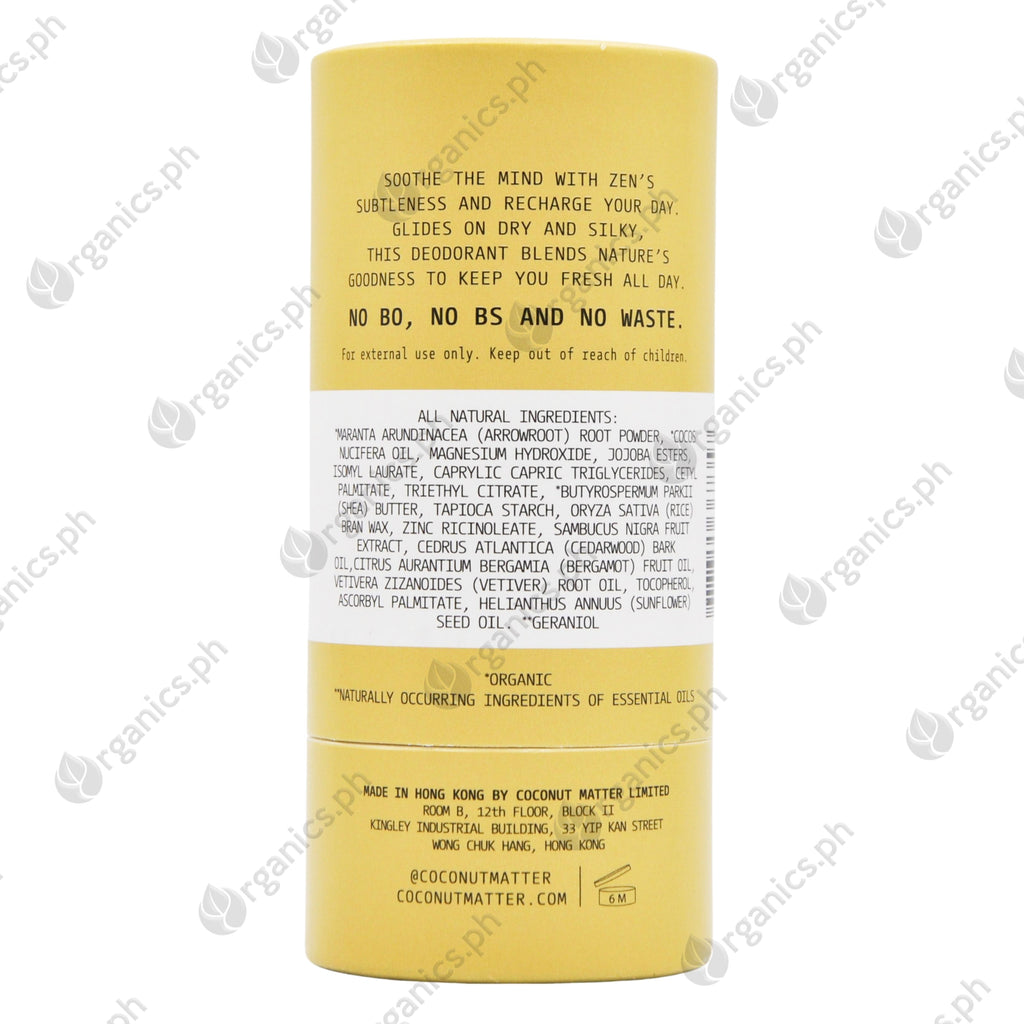 SOOTHE THE MIND WITH ZEN'S
SUBTLENESS AND RECHARGE YOUR DAY.
GLIDES ON DRY AND SILKY,
THIS DEODORANT BLENDS NATURE'S
GOODNESS TO KEEP YOU FRESH ALL DAY.
NO BO, NO BS AND NO WASTE.
For external use only. Keep out of reach of children.
ALL NATURAL INGREDIENTS:
*MARANTA ARUNDINACEA (ARROWROOT) ROOT POWDER, *COCOS
NUCIFERA OIL, MAGNESIUM HYDROXIDE, JOJOBA ESTERS,
ISOMYL LAURATE, CAPRYLIC CAPRIC TRIGLYCERIDES, CETYL
PALMITATE, TRIETHYL CITRATE, *BUTYROSPERMUM PARKII
(SHEA) BUTTER, TAPIOCA STARCH, ORYZA SATIVA (RICE)
BRAN WAX, ZINC RICINOLEATE, SAMBUCUS NIGRA FRUIT
EXTRACT, CEDRUS ATLANTICA (CEDARWOOD) BARK
OIL,CITRUS AURANTIUM BERGAMIA (BERGAMOT) FRUIT OIL,
VETIVERA ZIZANOIDES (VETIVER) ROOT OIL, TOCOPHEROL,
ASCORBYL PALMITATE, HELIANTHUS ANNUUS (SUNFLOWER)
SEED OIL. **GERANIOL
*ORGANIC
**NATURALLY OCCURRING INGREDIENTS OF ESSENTIAL OILS
MADE IN HONG KONG BY COCONUT MATTER LIMITED
ROOM B, 12th FLOOR, BLOCK II
KINGLEY INDUSTRIAL BUILDING, 33 YIP KAN STREET
WONG CHUK HANG, HONG KONG
@COCONUTMATTER
COCONUTMATTER.COM
6 M
Organics.ph